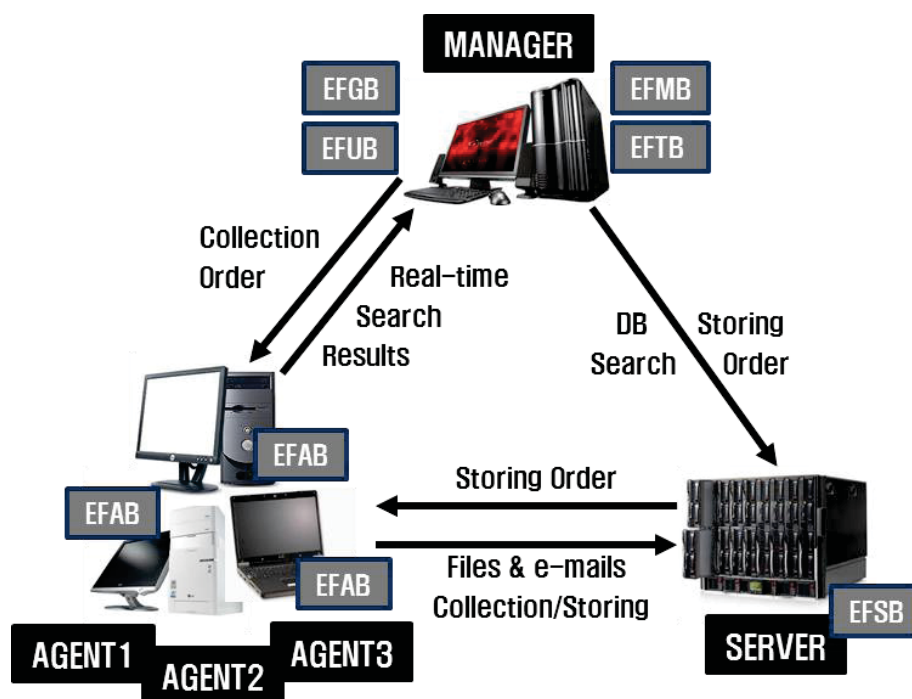 MANAGER
EFGB
EFMB
EFUB
EFTB
Collection
Order
Real-time
Search
Results
DB
Search
Storing
Order
EFAB
EFAB
EFAB
Storing Order
Files & e-mails
Collection/Storing
EFSB
AGENT1
AGENT2
AGENT3
SERVER